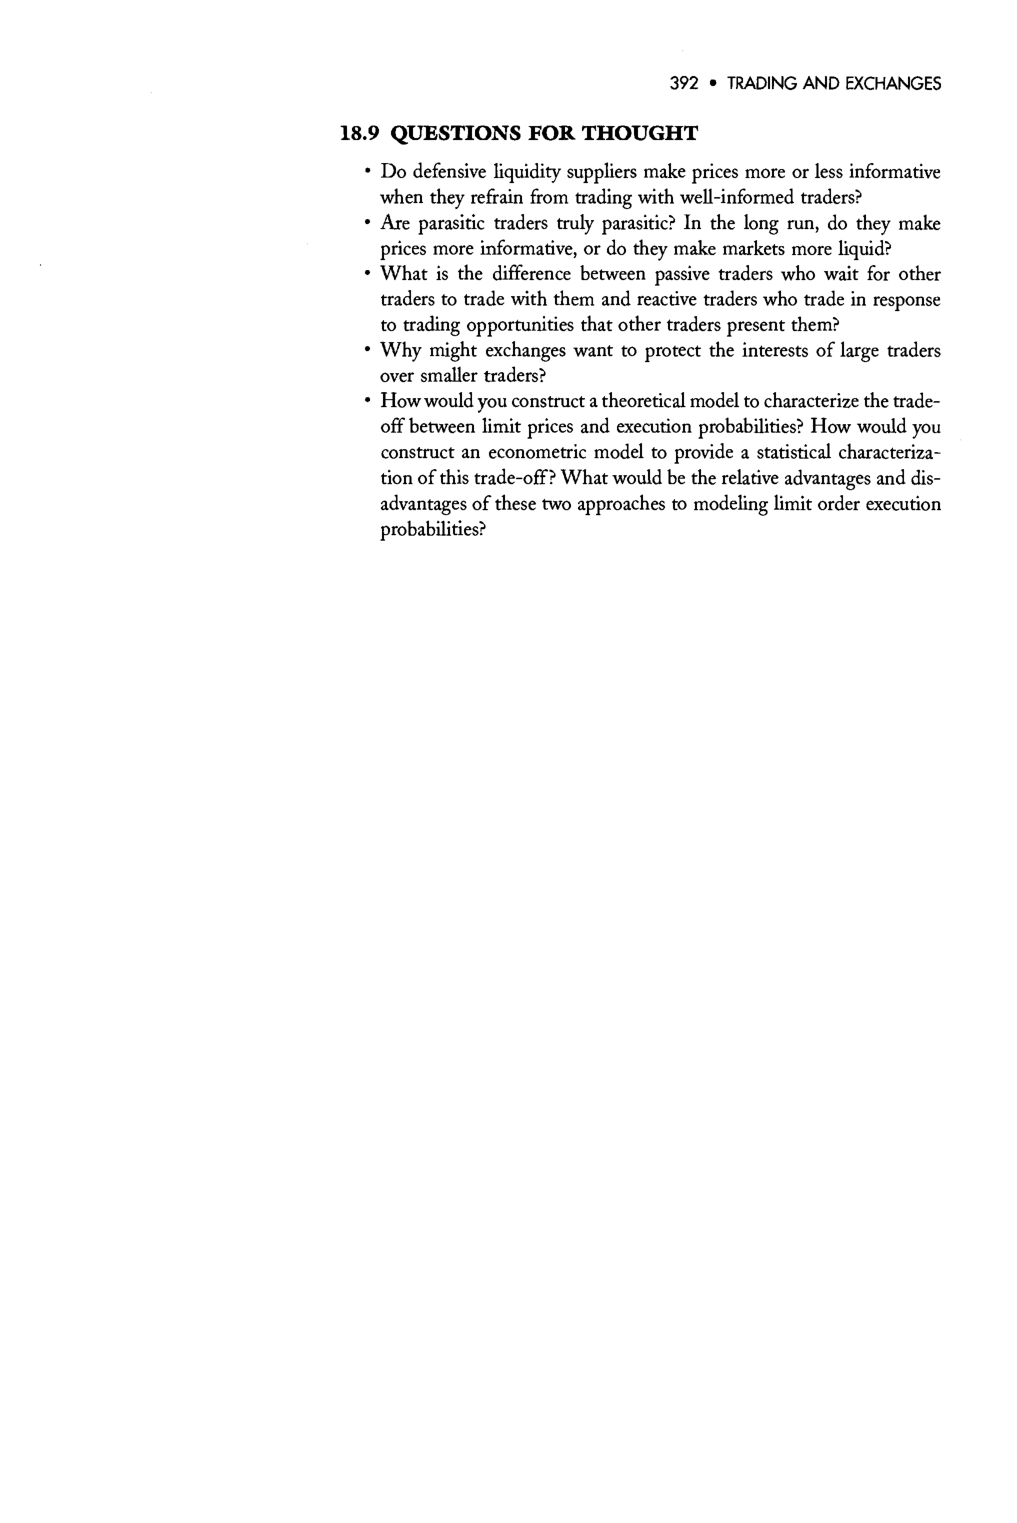 392 • TRADING AND EXCHANGES
18.9 QUESTIONS FOR THOUGHT
• Do defensive liquidity suppliers make prices more or less informative
when they refrain from trading with well-informed traders?
• Are parasitic traders truly parasitic? In the long run, do they make
prices more informative, or do they make markets more liquid?
• What is the difference between passive traders who wait for other
traders to trade with them and reactive traders who trade in response
to trading opportunities that other traders present them?
• Why might exchanges want to protect the interests of large traders
over smaller traders?
• How would you construct a theoretical model to characterize the trade-
off between limit prices and execution probabilities? How would you
construct an econometric model to provide a statistical characteriza-
tion of this trade-off? What would be the relative advantages and dis-
advantages of these two approaches to modeling limit order execution
probabilities?